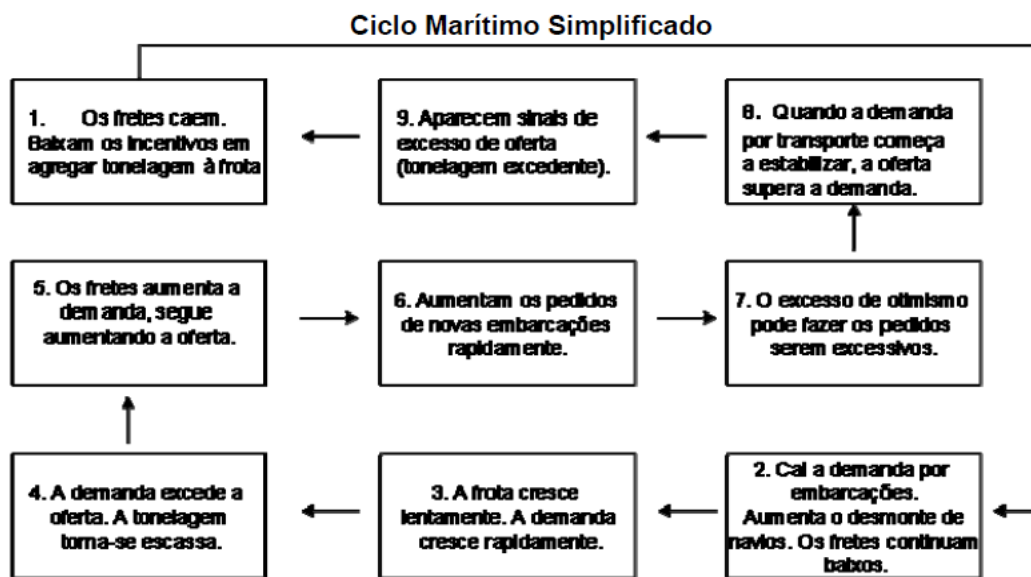 Ciclo Marítimo Simplificado
1. Os fretes caem.
Baixam os incentivos em
agregar tonelagem à frota
9. Aparecem sinais de
excesso de oferta
(tonelagem excedente).
8. Quando a demanda
por transporte começa
a estabilizar, a oferta
supera a demanda.
5. Os fretes aumenta a
demanda, segue
aumentando a oferta.
6. Aumentam os pedidos
de novas embarcações
rapidamente.
7. O excesso de otimismo
pode fazer os pedidos
serem excessivos.
4. A demanda excede a
oferta. A tonelagem
torna-se escassa.
3. A frota cresce
lentamente. A demanda
cresce rapidamente.
2. Cai a demanda por
embarcações.
Aumenta o desmonte de
navios. Os fretes continuam
baixos.